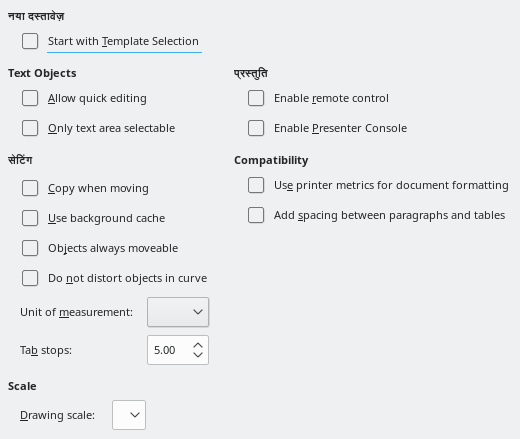 नया दस्तावेज़
Start with Template Selection
Text Objects
Allow quick editing
Only text area selectable
प्रस्तुति
Enable remote control
Enable Presenter Console
सेटिंग
Copy when moving
Use background cache
Objects always moveable
Do not distort objects in curve
Unit of measurement:
Tab stops: 5.00
Compatibility
Use printer metrics for document formatting
Add spacing between paragraphs and tables
Scale
Drawing scale: